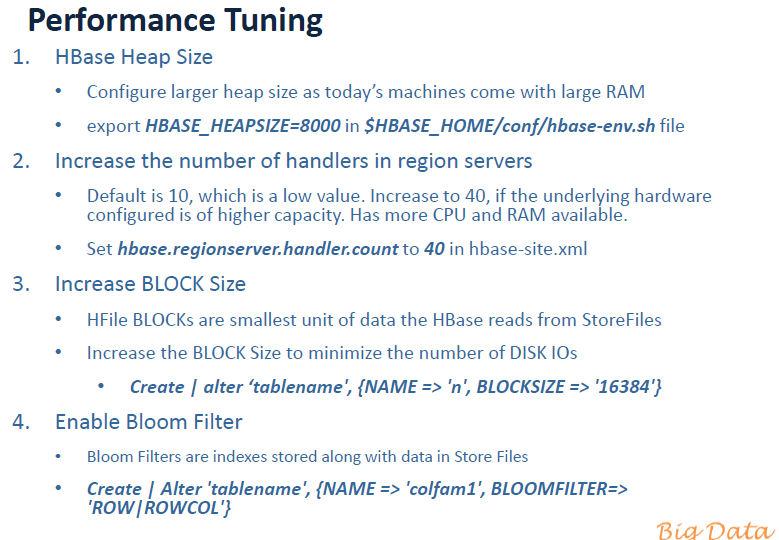 Performance Tuning
1. HBase Heap Size
• Configure larger heap size as today’s machines come with large RAM
• export HBASE_HEAPSIZE=8000 in $HBASE_HOME/conf/hbase-env.sh file
2. Increase the number of handlers in region servers
• Default is 10, which is a low value. Increase to 40, if the underlying hardware
configured is of higher capacity. Has more CPU and RAM available.
• Set hbase.regionserver.handler.count to 40 in hbase-site.xml
3. Increase BLOCK Size
• HFile BLOCKs are smallest unit of data the HBase reads from StoreFiles
• Increase the BLOCK Size to minimize the number of DISK IOs
• Create | alter ‘tablename', {NAME => 'n', BLOCKSIZE => '16384'}
4. Enable Bloom Filter
• Bloom Filters are indexes stored along with data in Store Files
• Create | Alter 'tablename', {NAME => 'colfam1', BLOOMFILTER=>
'ROW|ROWCOL'}
Big Data